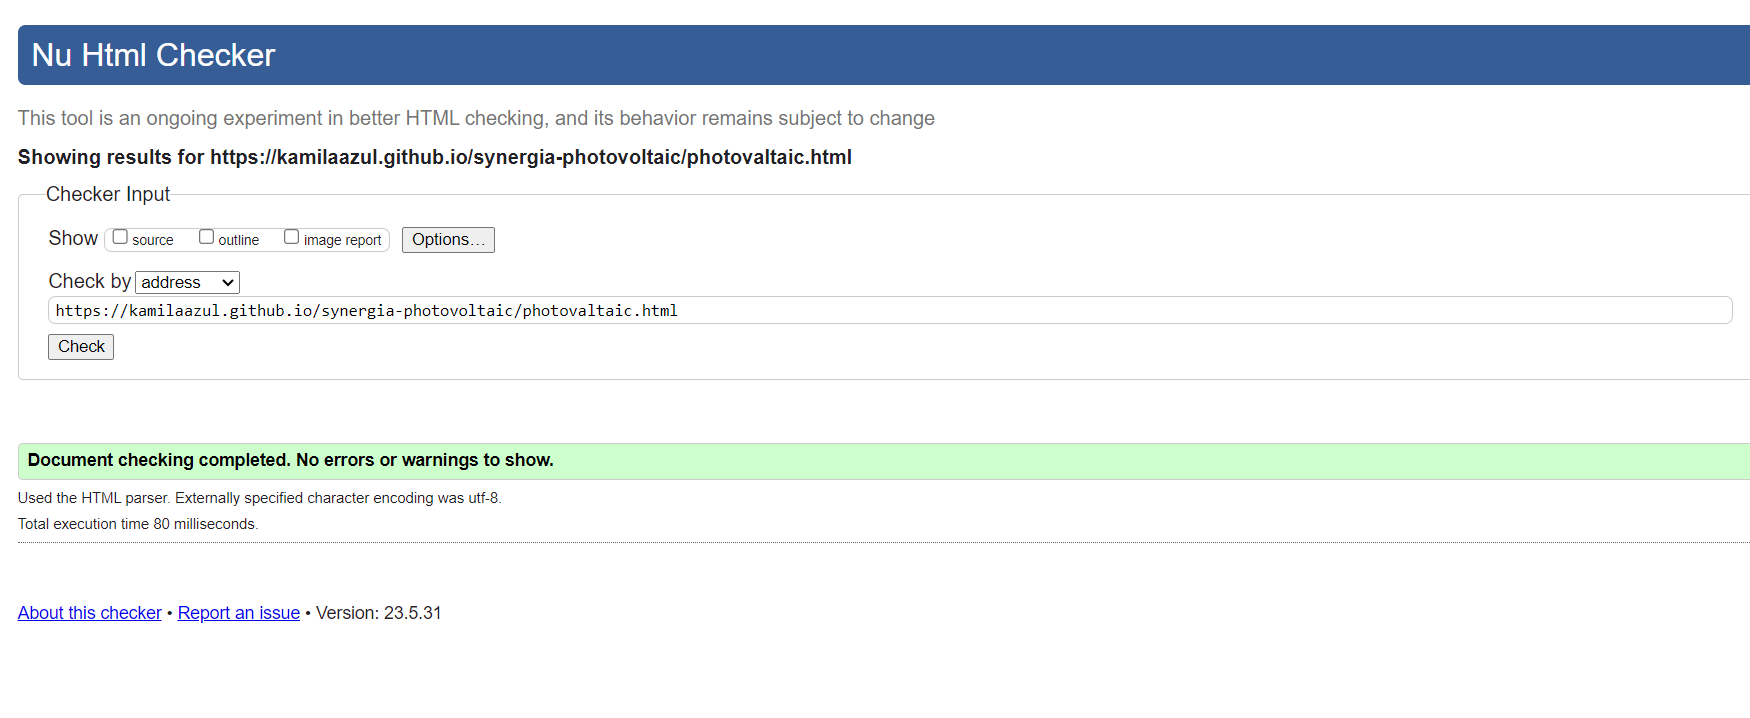 Nu Html Checker
This tool is an ongoing experiment in better HTML checking, and its behavior remains subject to change
Showing results for https://kamilaazul.github.io/synergia-photovoltaic/photovaltaic.html
Checker Input
Show source outline image report Options...
Check by address
https://kamilaazul.github.io/synergia-photovoltaic/photovaltaic.html
Check
Document checking completed. No errors or warnings to show.
Used the HTML parser. Externally specified character encoding was utf-8.
Total execution time 80 milliseconds.
About this checker • Report an issue • Version: 23.5.31